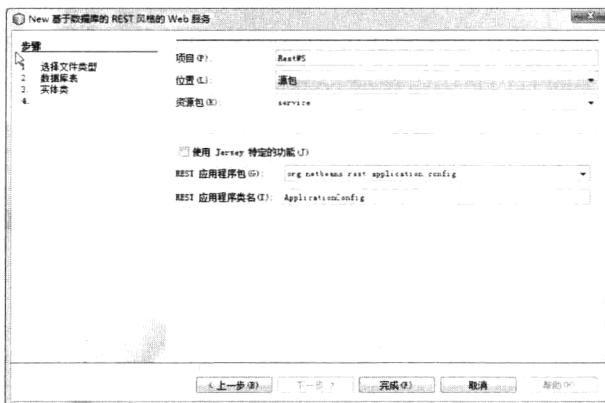 New 基于数据库的 REST 风格的 Web 服务
步骤
1 选择文件类型
2 数据库表
3. 实体类
4.
项目(P). RestWS
位置(L): 源包
资源包(K): service
使用 Jersey 特定的功能(J)
REST 应用程序包(G): org netbeans rest application config
REST 应用程序类名(I): ApplicationConfig
< 上一步(B) 下一步 > 完成(F) 取消 帮助(H)